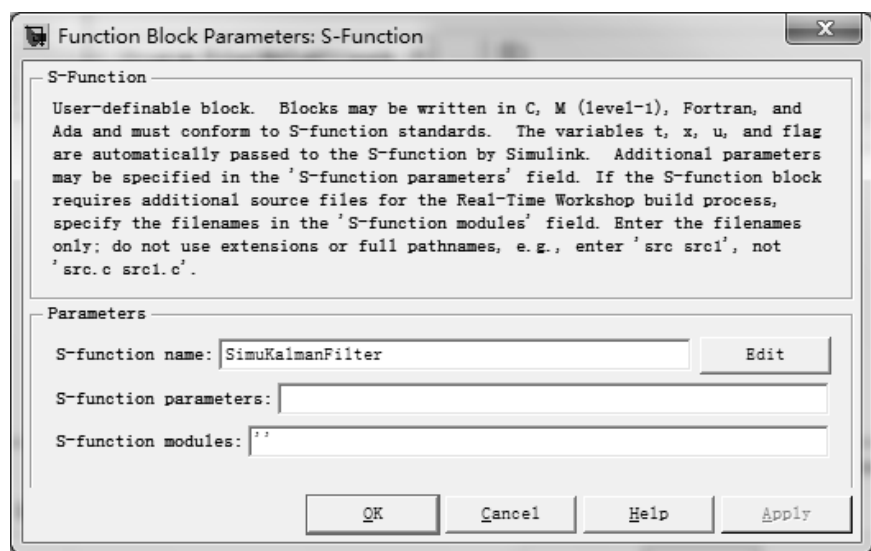 Function Block Parameters: S-Function
S-Function
User-definable block. Blocks may be written in C, M (level-1), Fortran, and
Ada and must conform to S-function standards. The variables t, x, u, and flag
are automatically passed to the S-function by Simulink. Additional parameters
may be specified in the 'S-function parameters' field. If the S-function block
requires additional source files for the Real-Time Workshop build process,
specify the filenames in the 'S-function modules' field. Enter the filenames
only; do not use extensions or full pathnames, e.g., enter 'src src1', not
'src.c src1.c'.
Parameters
S-function name: SimuKalmanFilter Edit
S-function parameters:
S-function modules: ''
OK Cancel Help Apply